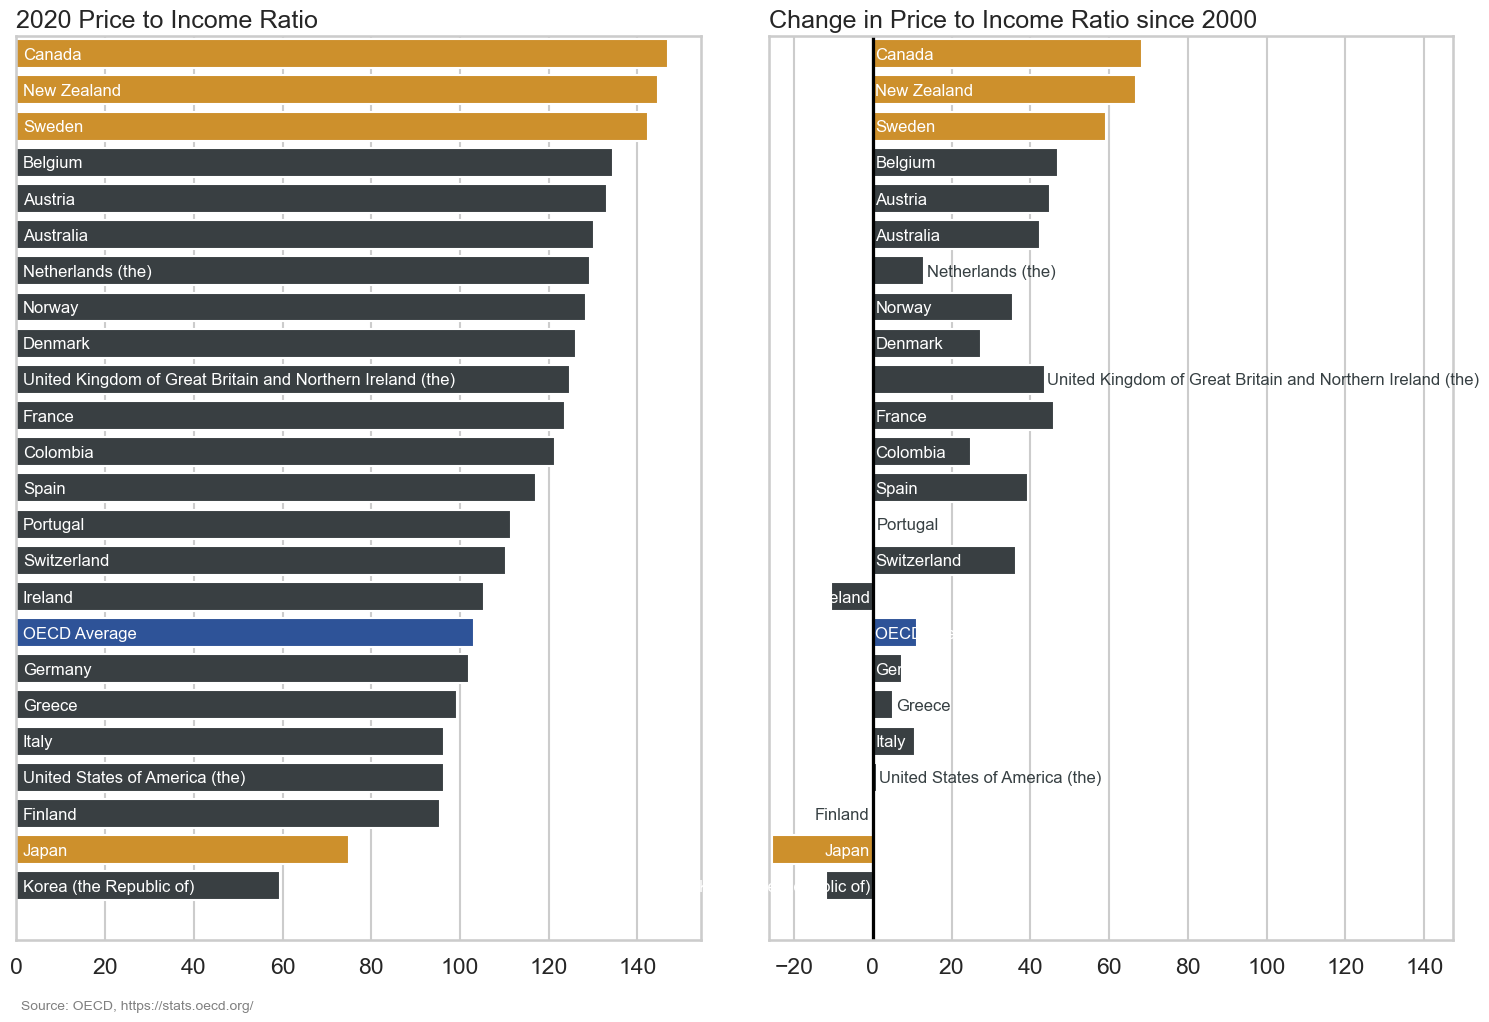 2020 Price to Income Ratio
Canada
New Zealand
Sweden
Belgium
Austria
Australia
Netherlands (the)
Norway
Denmark
United Kingdom of Great Britain and Northern Ireland (the)
France
Colombia
Spain
Portugal
Switzerland
Ireland
OECD Average
Germany
Greece
Italy
United States of America (the)
Finland
Japan
Korea (the Republic of)
0 20 40 60 80 100 120 140
Change in Price to Income Ratio since 2000
Canada
New Zealand
Sweden
Belgium
Austria
Australia
Netherlands (the)
Norway
Denmark
United Kingdom of Great Britain and Northern Ireland (the)
France
Colombia
Spain
Portugal
Switzerland
eland
OECD
Ger
Greece
Italy
United States of America (the)
Finland
Japan
blic of)
−20 0 20 40 60 80 100 120 140
Source: OECD, https://stats.oecd.org/